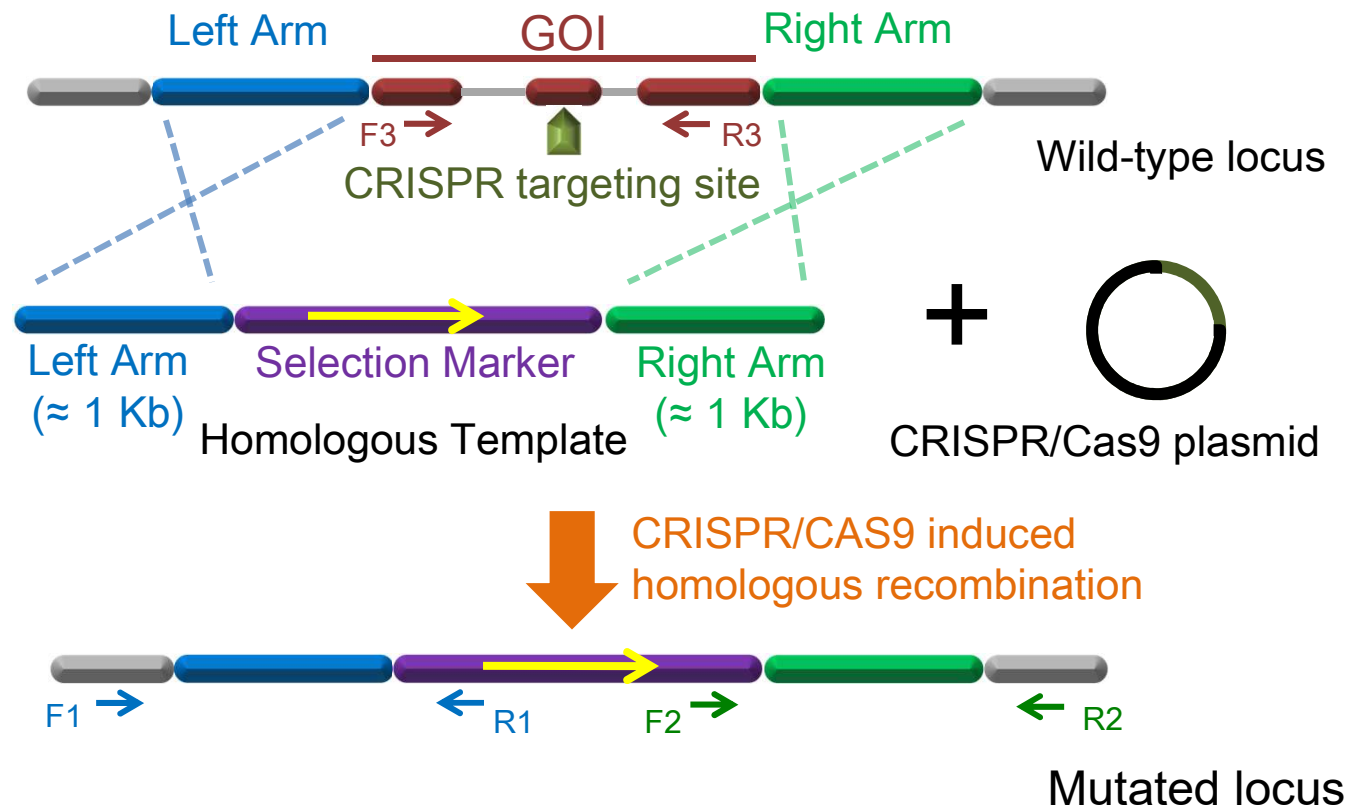 Left Arm
GOI
Right Arm
F3
R3
CRISPR targeting site
Wild-type locus
Left Arm
(≈ 1 Kb)
Selection Marker
Right Arm
(≈ 1 Kb)
Homologous Template
+
CRISPR/Cas9 plasmid
CRISPR/CAS9 induced
homologous recombination
F1
R1
F2
R2
Mutated locus